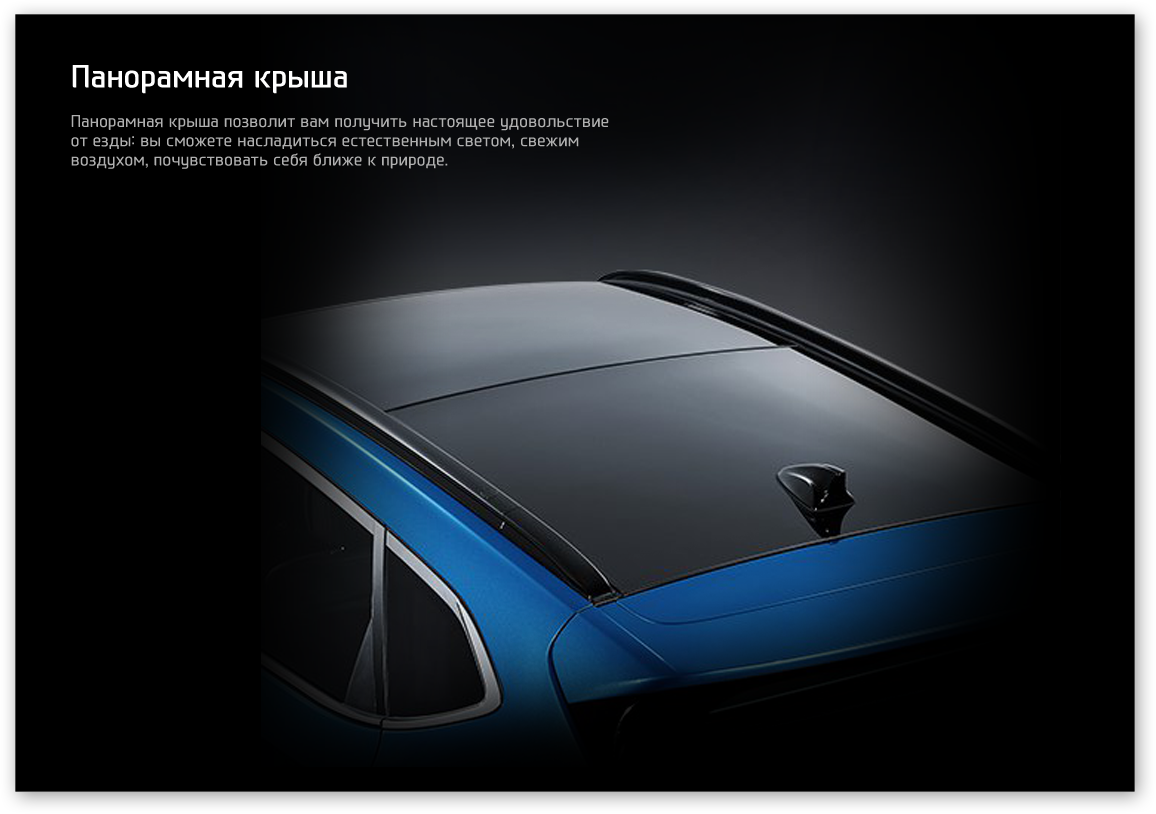 Панорамная крыша
Панорамная крыша позволит вам получить настоящее удовольствие
от езды: вы сможете насладиться естественным светом, свежим
воздухом, почувствовать себя ближе к природе.